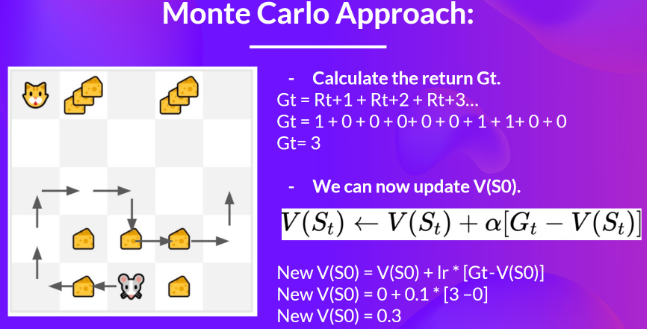 Monte Carlo Approach:
- Calculate the return Gt.
Gt = Rt+1 + Rt+2 + Rt+3...
Gt = 1 + 0 + 0 + 0+ 0 + 0 + 1 + 1+ 0 + 0
Gt= 3
- We can now update V(S0).
V(S_t) ← V(S_t) + α[G_t − V(S_t)]
New V(S0) = V(S0) + lr * [Gt-V(S0)]
New V(S0) = 0 + 0.1 * [3 –0]
New V(S0) = 0.3